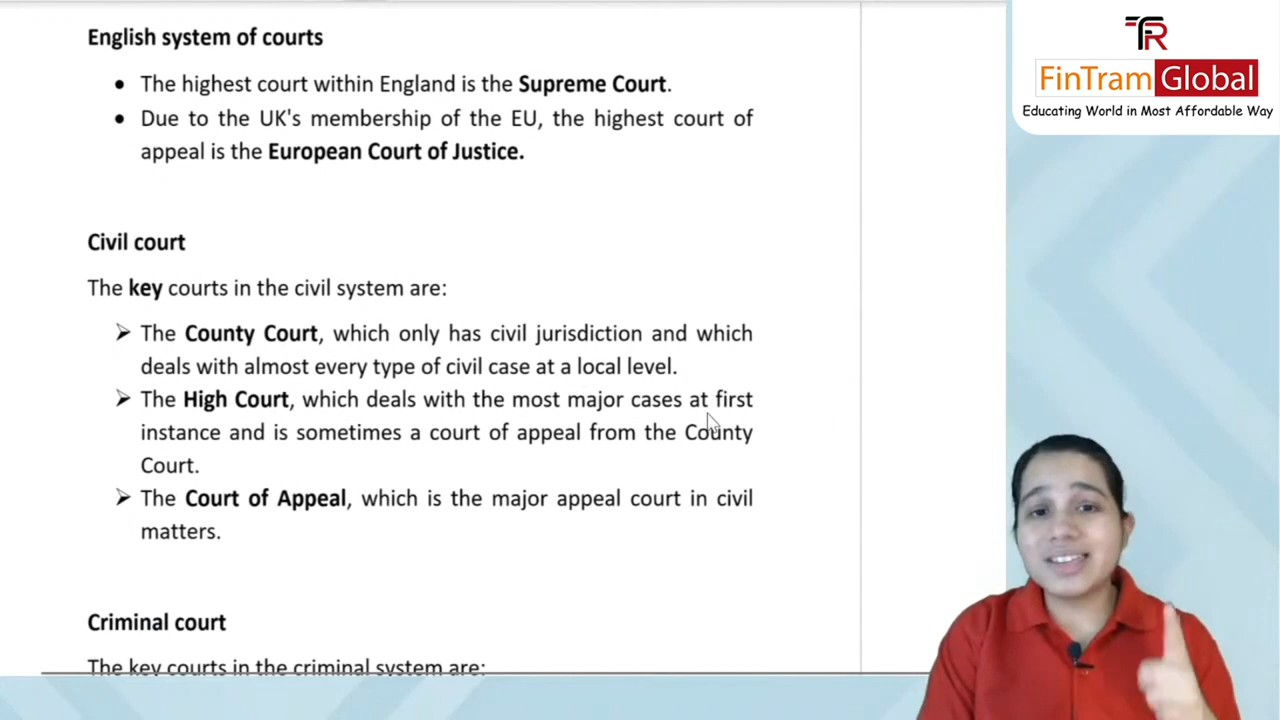 English system of courts
• The highest court within England is the Supreme Court.
• Due to the UK's membership of the EU, the highest court of
appeal is the European Court of Justice.
Civil court
The key courts in the civil system are:
➢ The County Court, which only has civil jurisdiction and which
deals with almost every type of civil case at a local level.
➢ The High Court, which deals with the most major cases at first
instance and is sometimes a court of appeal from the County
Court.
➢ The Court of Appeal, which is the major appeal court in civil
matters.
Criminal court
The key courts in the criminal system are:
FinTram Global
Educating World in Most Affordable Way